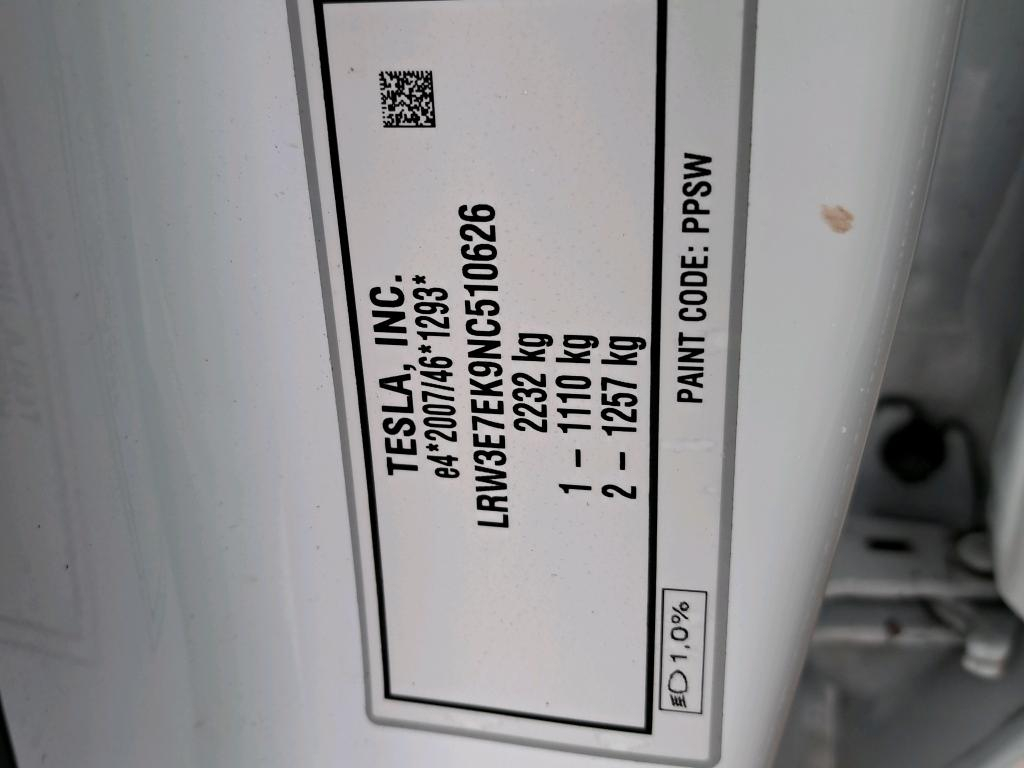 TESLA, INC.
e4*2007/46*1293*
LRW3E7EK9NC510626
2232 kg
1 – 1110 kg
2 – 1257 kg
PAINT CODE: PPSW
1.0%